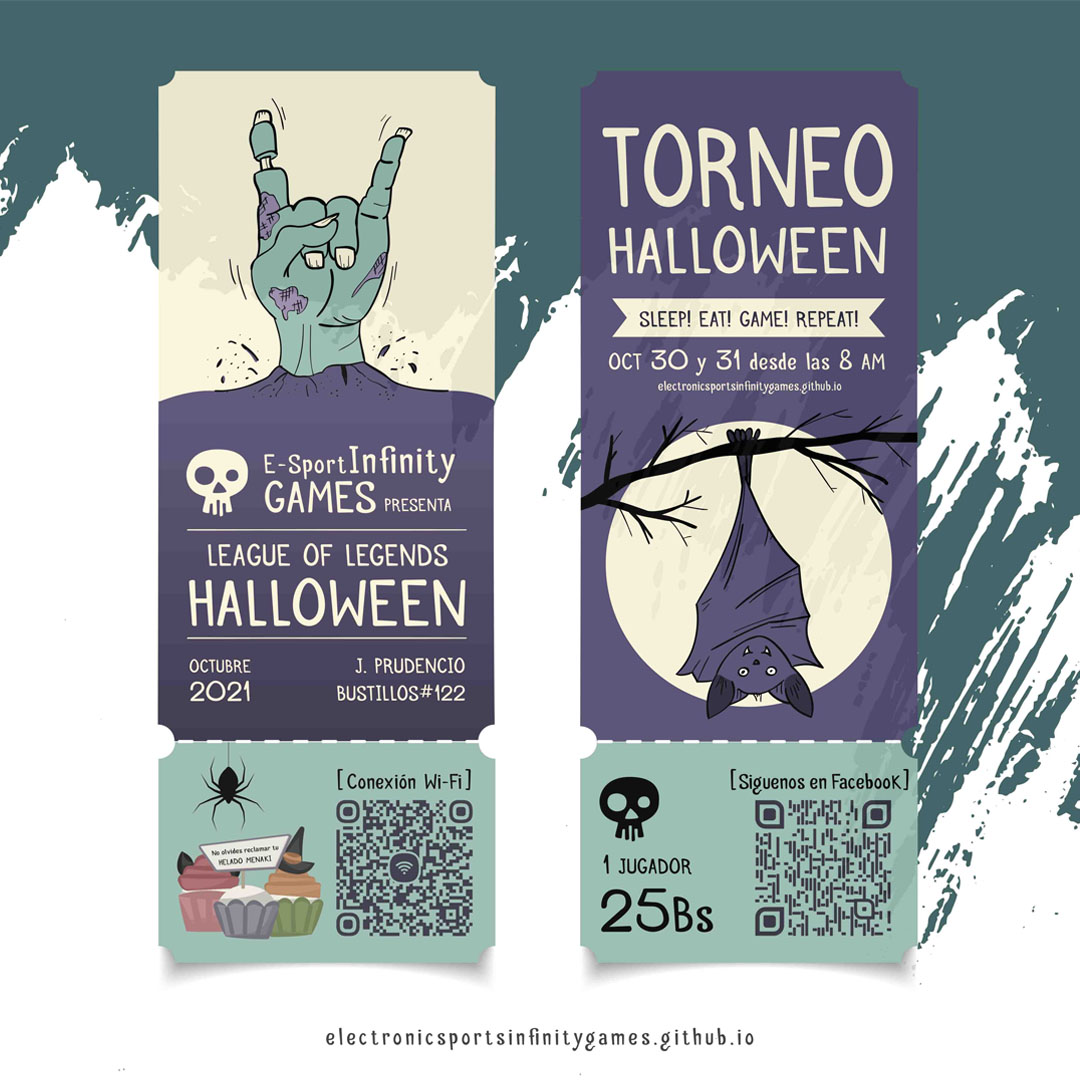 E-Sport Infinity
GAMES PRESENTA
LEAGUE OF LEGENDS
HALLOWEEN
OCTUBRE
2021
J. PRUDENCIO
BUSTILLOS#122
[Conexión Wi-Fi]
No olvides reclamar tu
HELADO MENAKI
TORNEO
HALLOWEEN
SLEEP! EAT! GAME! REPEAT!
OCT 30 y 31 desde las 8 AM
electronicsportsinfinitygames.github.io
[Siguenos en Facebook]
1 JUGADOR
25Bs
electronicsportsinfinitygames.github.io